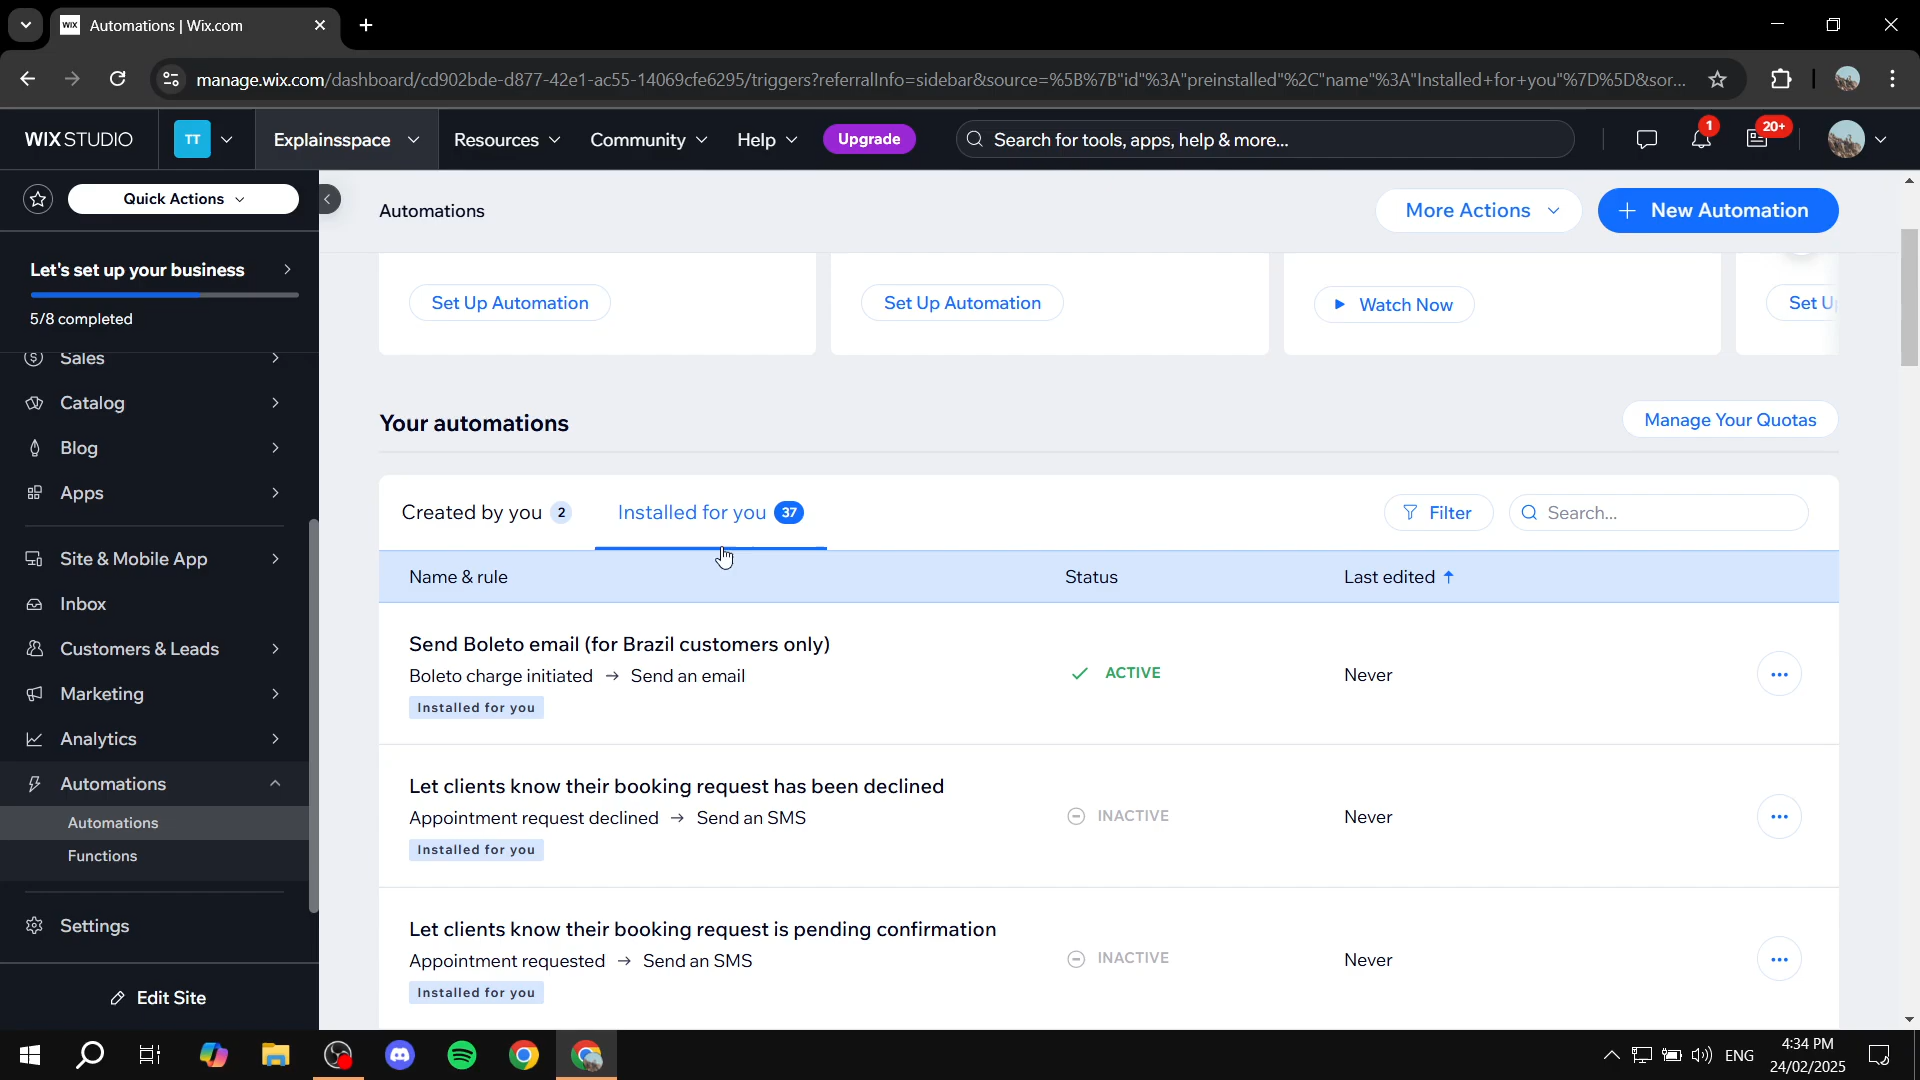 WIX Automations | Wix.com
manage.wix.com/dashboard/cd902bde-d877-42e1-ac55-14069cfe6295/triggers?referralInfo=sidebar&source=%5B%7B"id"%3A"preinstalled"%2C"name"%3A"Installed+for+you"%7D%5D&sor...
WIX STUDIO
TT
Explainsspace
Resources
Community
Help
Upgrade
Search for tools, apps, help & more...
1
20+
Quick Actions
Let's set up your business
5/8 completed
Sales
Catalog
Blog
Apps
Site & Mobile App
Inbox
Customers & Leads
Marketing
Analytics
Automations
Automations
Functions
Settings
Edit Site
Automations
More Actions
+ New Automation
Set Up Automation
Set Up Automation
Watch Now
Set U
Your automations
Manage Your Quotas
Created by you 2
Installed for you 37
Filter
Search...
Name & rule
Status
Last edited ↑
Send Boleto email (for Brazil customers only)
Boleto charge initiated → Send an email
Installed for you
ACTIVE
Never
Let clients know their booking request has been declined
Appointment request declined → Send an SMS
Installed for you
INACTIVE
Never
Let clients know their booking request is pending confirmation
Appointment requested → Send an SMS
Installed for you
INACTIVE
Never
ENG
4:34 PM
24/02/2025